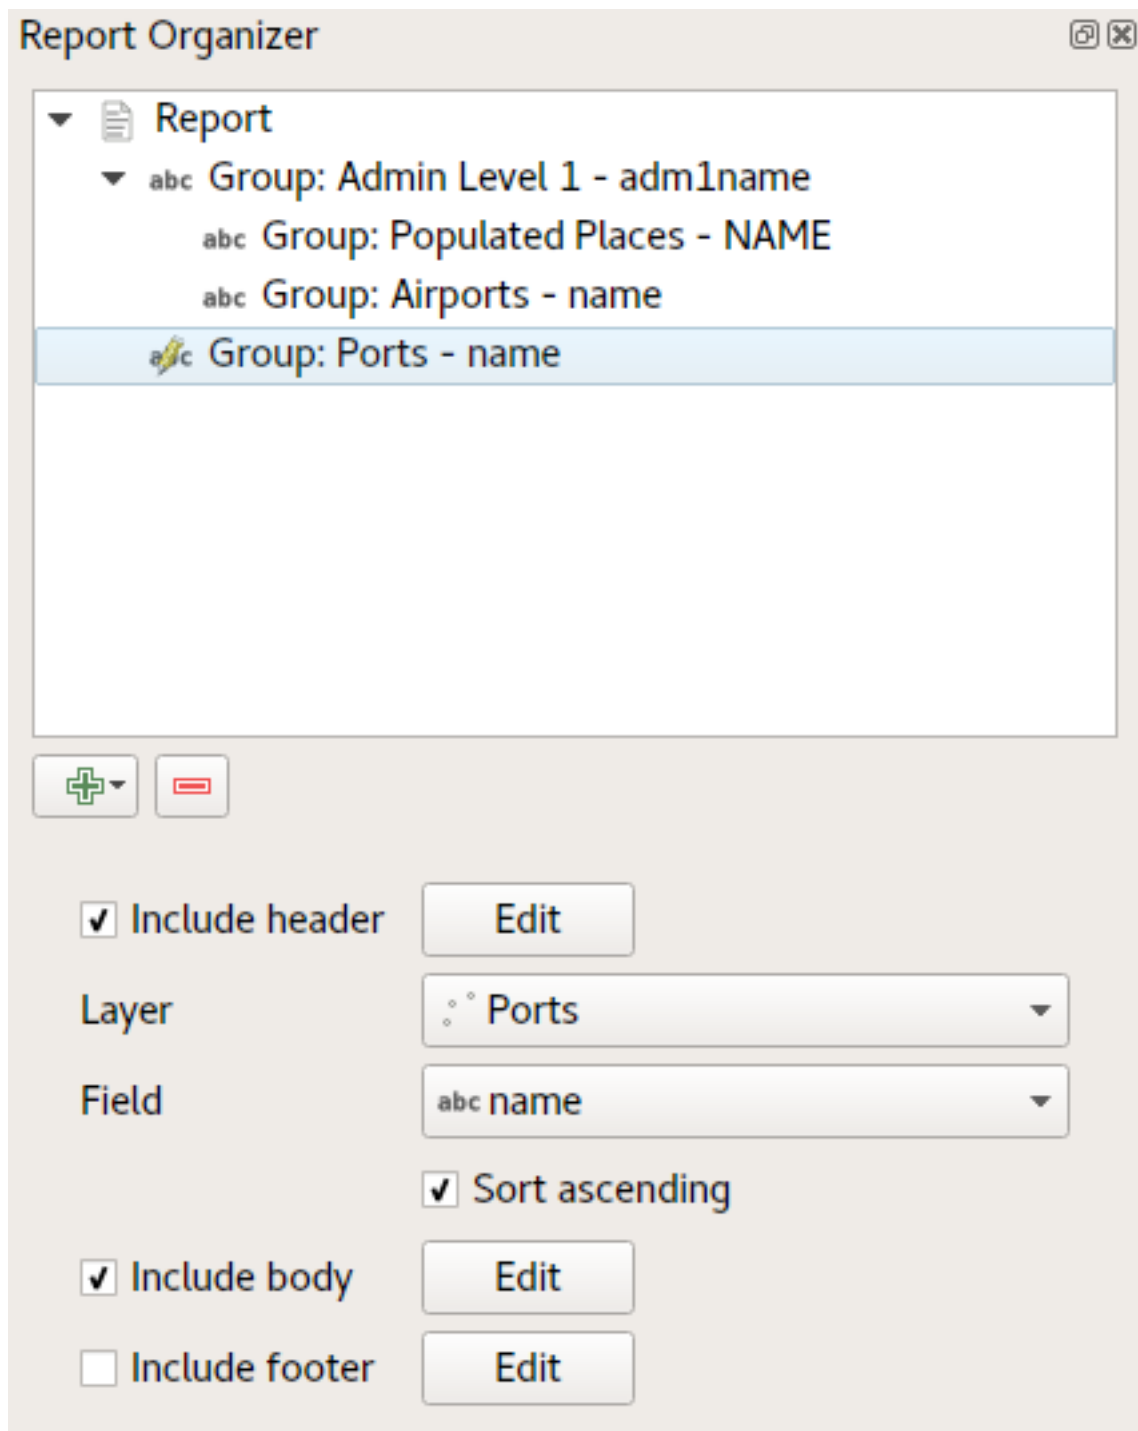 Report Organizer
Report
abc Group: Admin Level 1 - adm1name
abc Group: Populated Places - NAME
abc Group: Airports - name
abc Group: Ports - name
Include header Edit
Layer Ports
Field abc name
Sort ascending
Include body Edit
Include footer Edit